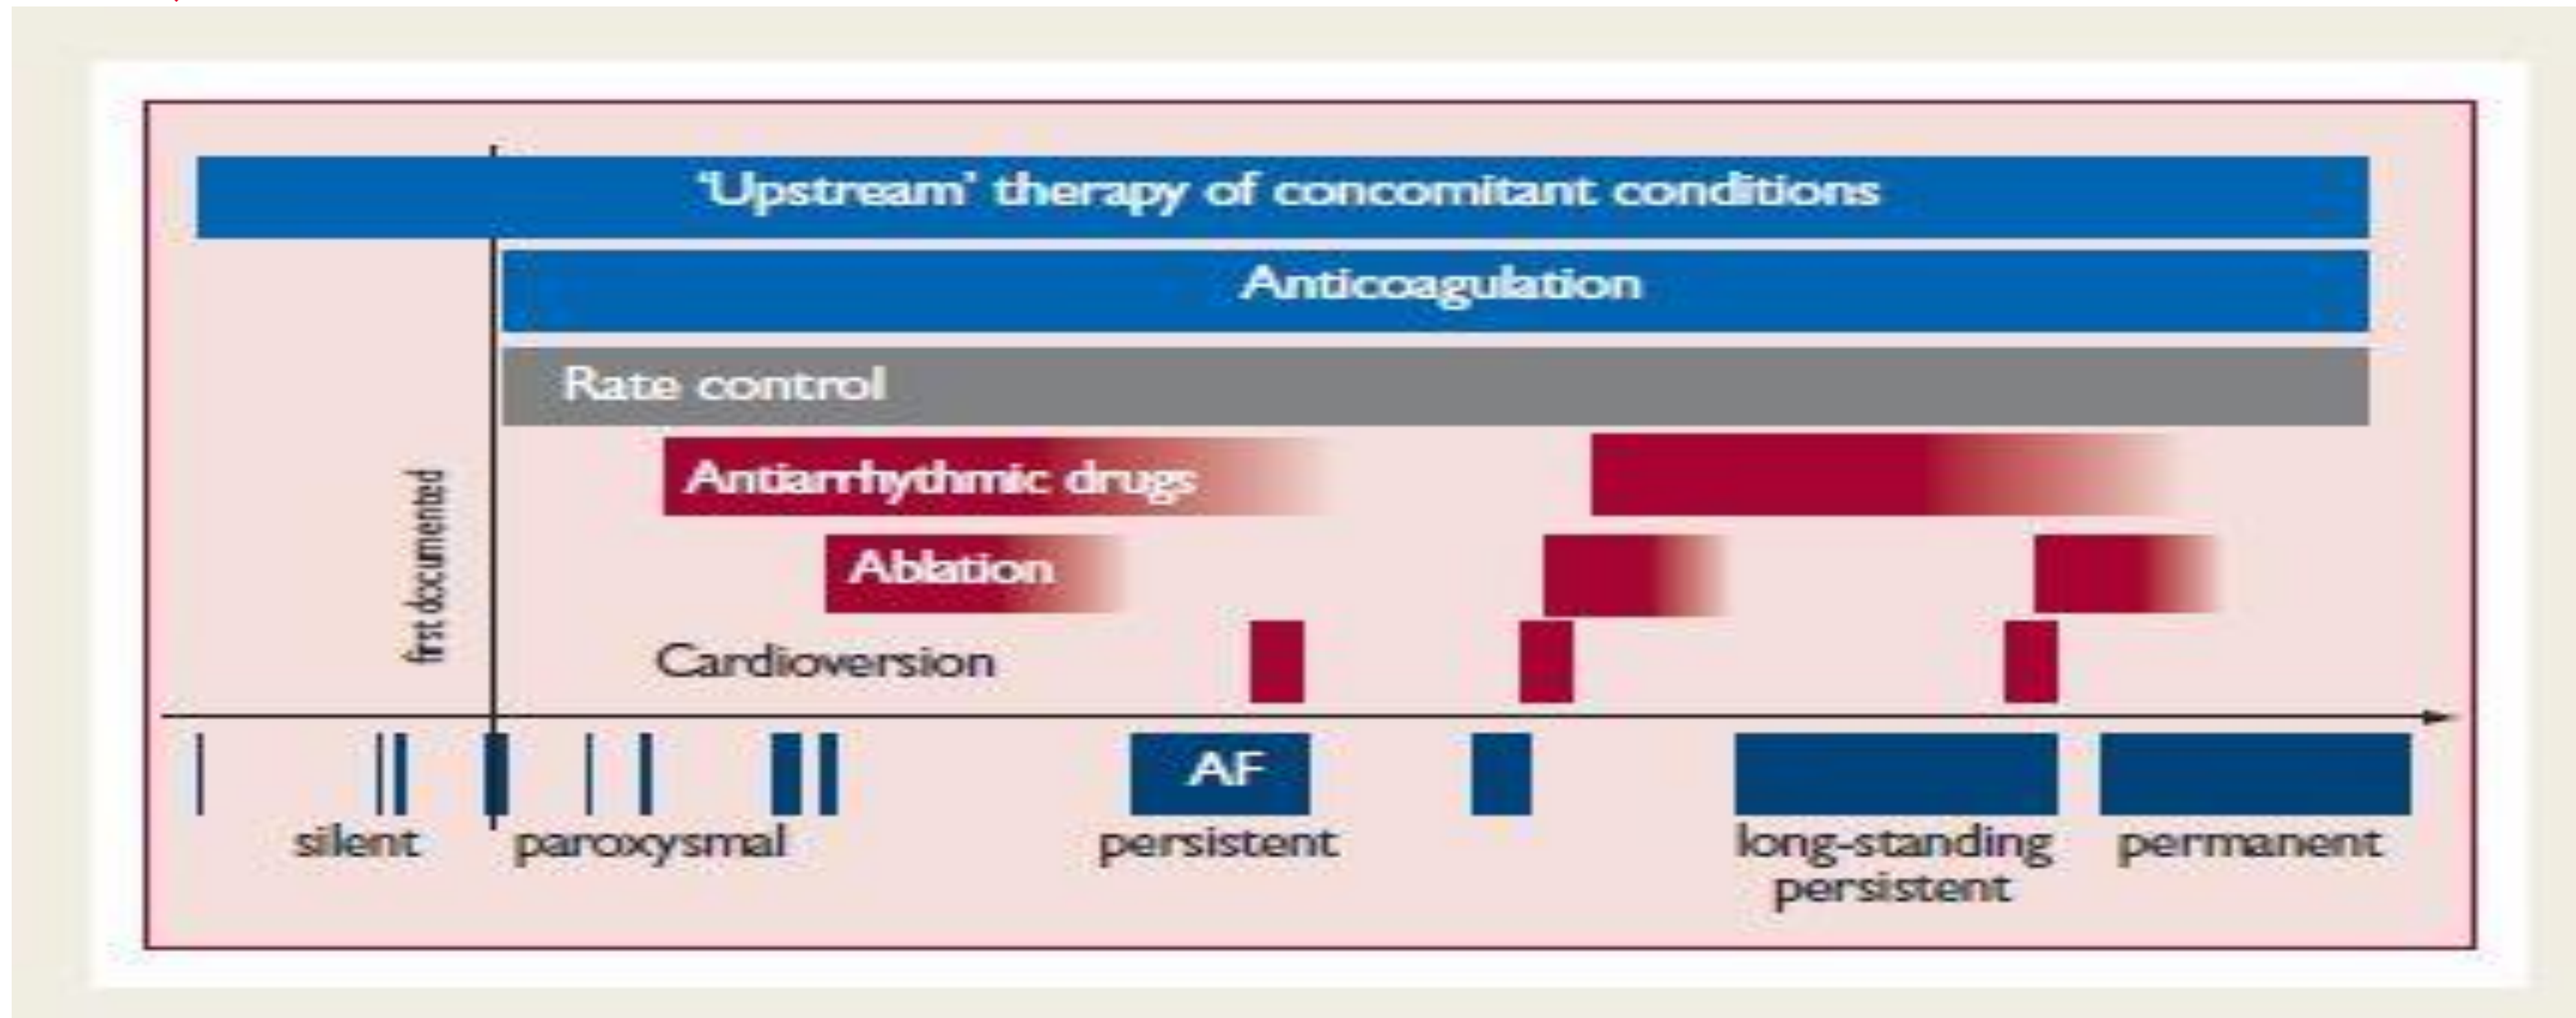 ‘Upstream’ therapy of concomitant conditions
Anticoagulation
Rate control
Antiarrhythmic drugs
Ablation
first documented
Cardioversion
AF
silent
paroxysmal
persistent
long-standing
persistent
permanent